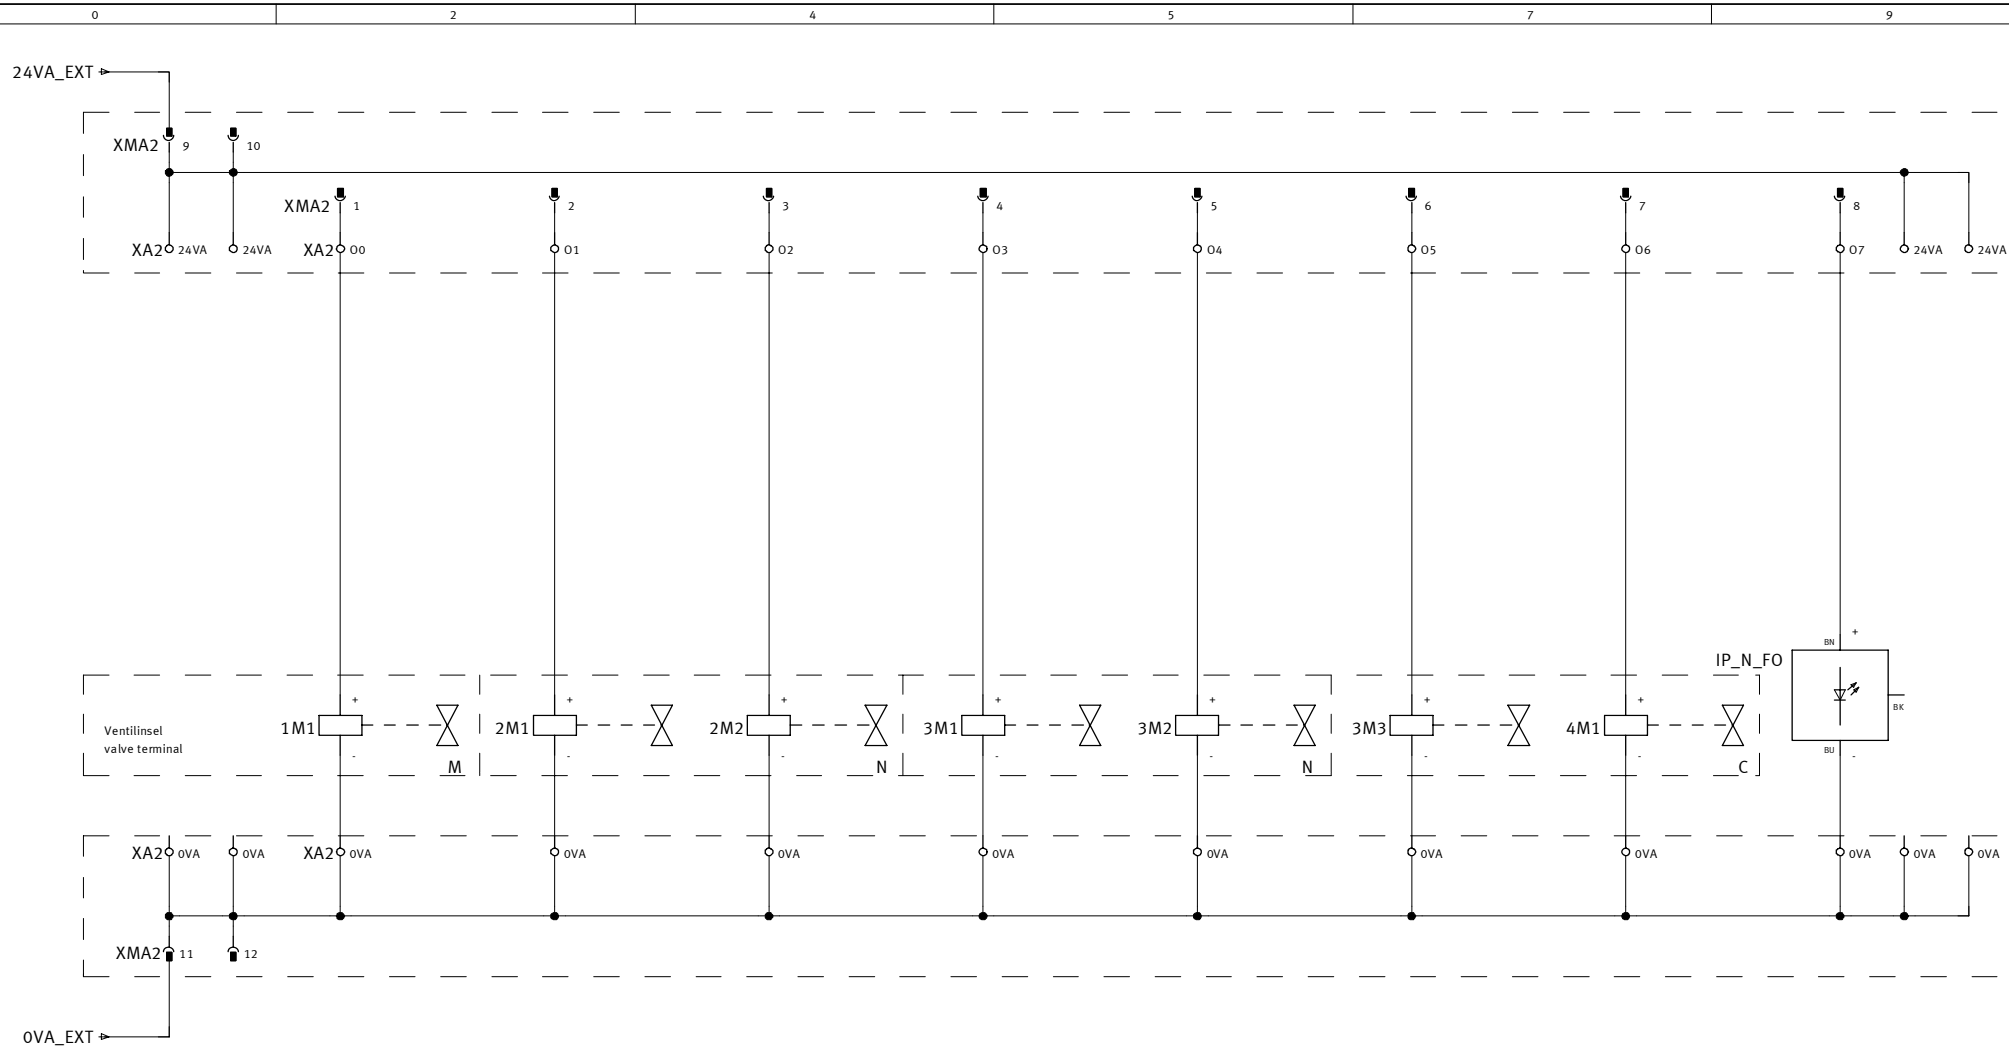 0 2 4 5 7 9
24VA_EXT
XMA2 9 10
XMA2 1 2 3 4 5 6 7 8
XA2 24VA 24VA XA2 O0 O1 O2 O3 O4 O5 O6 O7 24VA 24VA
BN +
IP_N_FO
+ + + + + + +
BK
Ventilinsel
valve terminal
1M1 2M1 2M2 3M1 3M2 3M3 4M1
BU -
- - - - - - -
M N N C
XA2 0VA 0VA XA2 0VA 0VA 0VA 0VA 0VA 0VA 0VA 0VA 0VA 0VA
XMA2 11 12
0VA_EXT